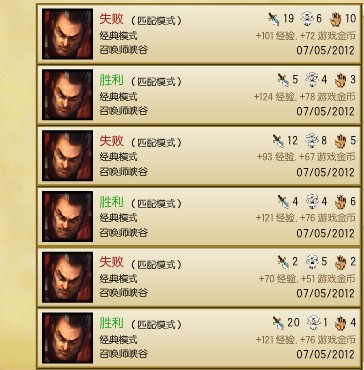 失败 (匹配模式) 19 6 10
经典模式 +101 经验, +72 游戏金币
召唤师峡谷 07/05/2012
胜利 (匹配模式) 5 4 3
经典模式 +124 经验, +78 游戏金币
召唤师峡谷 07/05/2012
失败 (匹配模式) 12 8 5
经典模式 +93 经验, +67 游戏金币
召唤师峡谷 07/05/2012
胜利 (匹配模式) 4 4 6
经典模式 +121 经验, +76 游戏金币
召唤师峡谷 07/05/2012
失败 (匹配模式) 2 5 2
经典模式 +70 经验, +51 游戏金币
召唤师峡谷 07/05/2012
胜利 (匹配模式) 20 1 4
经典模式 +121 经验, +76 游戏金币
召唤师峡谷 07/05/2012